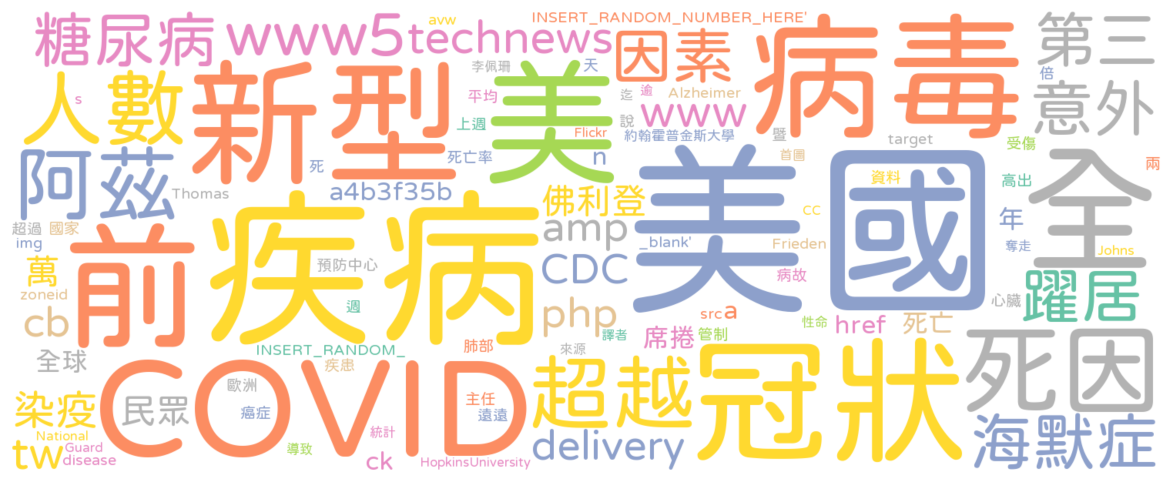 avw
INSERT_RANDOM_NUMBER_HERE'
糖尿病
www5
technews
因素
病毒
第三
李佩珊
天
倍
人數
s
新型
美
平均
迄
逾
Alzheimer
意外
www
上週
Flickr
說
約翰霍普金斯大學
暨
target
受傷
阿茲
死
死亡率
n
首圖
兩
Thomas
a4b3f35b
美國
資料
高出
全
疾病
佛利登
CC
年
超過
國家
amp
img
前
_blank'
Frieden
奪走
Johns
萬
預防中心
CDC
病故
zoneid
週
心臟
躍居
cb
php
src
a
性命
href
死亡
譯者
席捲
管制
全球
INSERT_RANDOM_
肺部
來源
疾患
COVID
超越
冠狀
死因
歐洲
染疫
民眾
癌症
主任
遠遠
海默症
National
統計
delivery
tw
Guard
導致
disease
ck
HopkinsUniversity